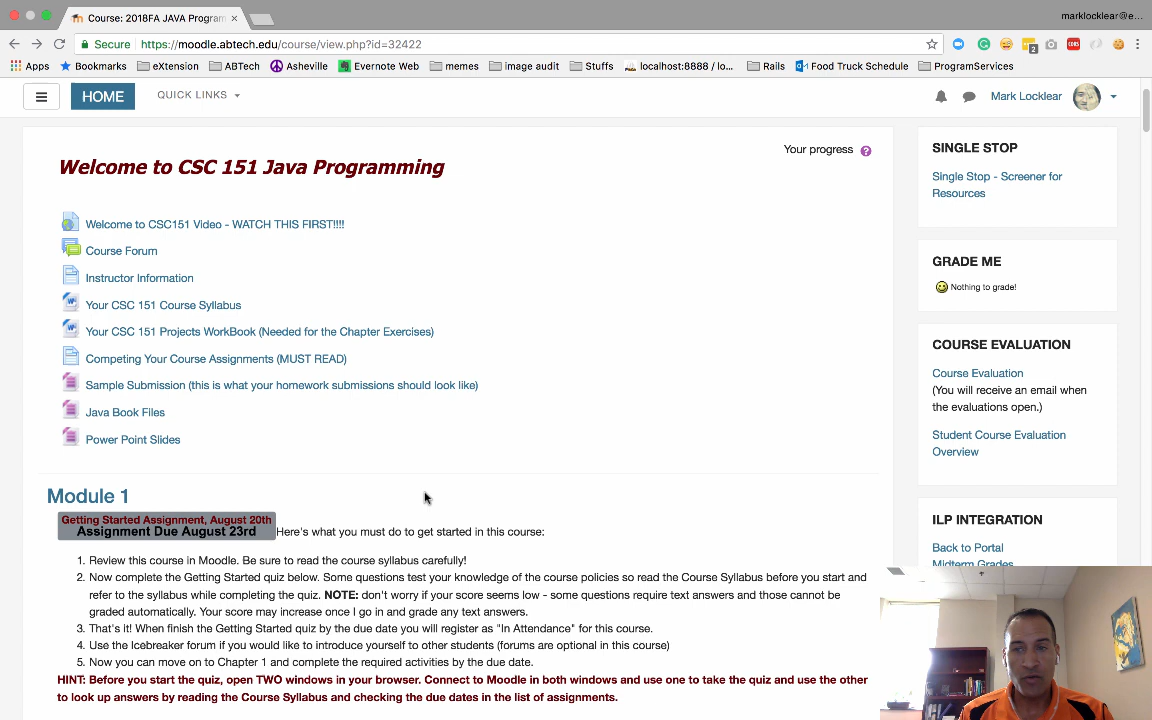 Course: 2018FA JAVA Program
marklocklear@e...
Secure
https://moodle.abtech.edu/course/view.php?id=32422
2
CORS
Apps
Bookmarks
eXtension
ABTech
Asheville
Evernote Web
memes
image audit
Stuffs
localhost:8888 / lo...
Rails
Food Truck Schedule
ProgramServices
HOME
QUICK LINKS
Mark Locklear
Welcome to CSC 151 Java Programming
Your progress
Welcome to CSC151 Video - WATCH THIS FIRST!!!!
Course Forum
Instructor Information
Your CSC 151 Course Syllabus
Your CSC 151 Projects WorkBook (Needed for the Chapter Exercises)
Competing Your Course Assignments (MUST READ)
Sample Submission (this is what your homework submissions should look like)
Java Book Files
Power Point Slides
Module 1
Getting Started Assignment, August 20th
Assignment Due August 23rd Here's what you must do to get started in this course:
1. Review this course in Moodle. Be sure to read the course syllabus carefully!
2. Now complete the Getting Started quiz below. Some questions test your knowledge of the course policies so read the Course Syllabus before you start and
refer to the syllabus while completing the quiz. NOTE: don't worry if your score seems low - some questions require text answers and those cannot be
graded automatically. Your score may increase once I go in and grade any text answers.
3. That's it! When finish the Getting Started quiz by the due date you will register as "In Attendance" for this course.
4. Use the Icebreaker forum if you would like to introduce yourself to other students (forums are optional in this course)
5. Now you can move on to Chapter 1 and complete the required activities by the due date.
HINT: Before you start the quiz, open TWO windows in your browser. Connect to Moodle in both windows and use one to take the quiz and use the other
to look up answers by reading the Course Syllabus and checking the due dates in the list of assignments.
SINGLE STOP
Single Stop - Screener for
Resources
GRADE ME
Nothing to grade!
COURSE EVALUATION
Course Evaluation
(You will receive an email when
the evaluations open.)
Student Course Evaluation
Overview
ILP INTEGRATION
Back to Portal
Midterm Grades